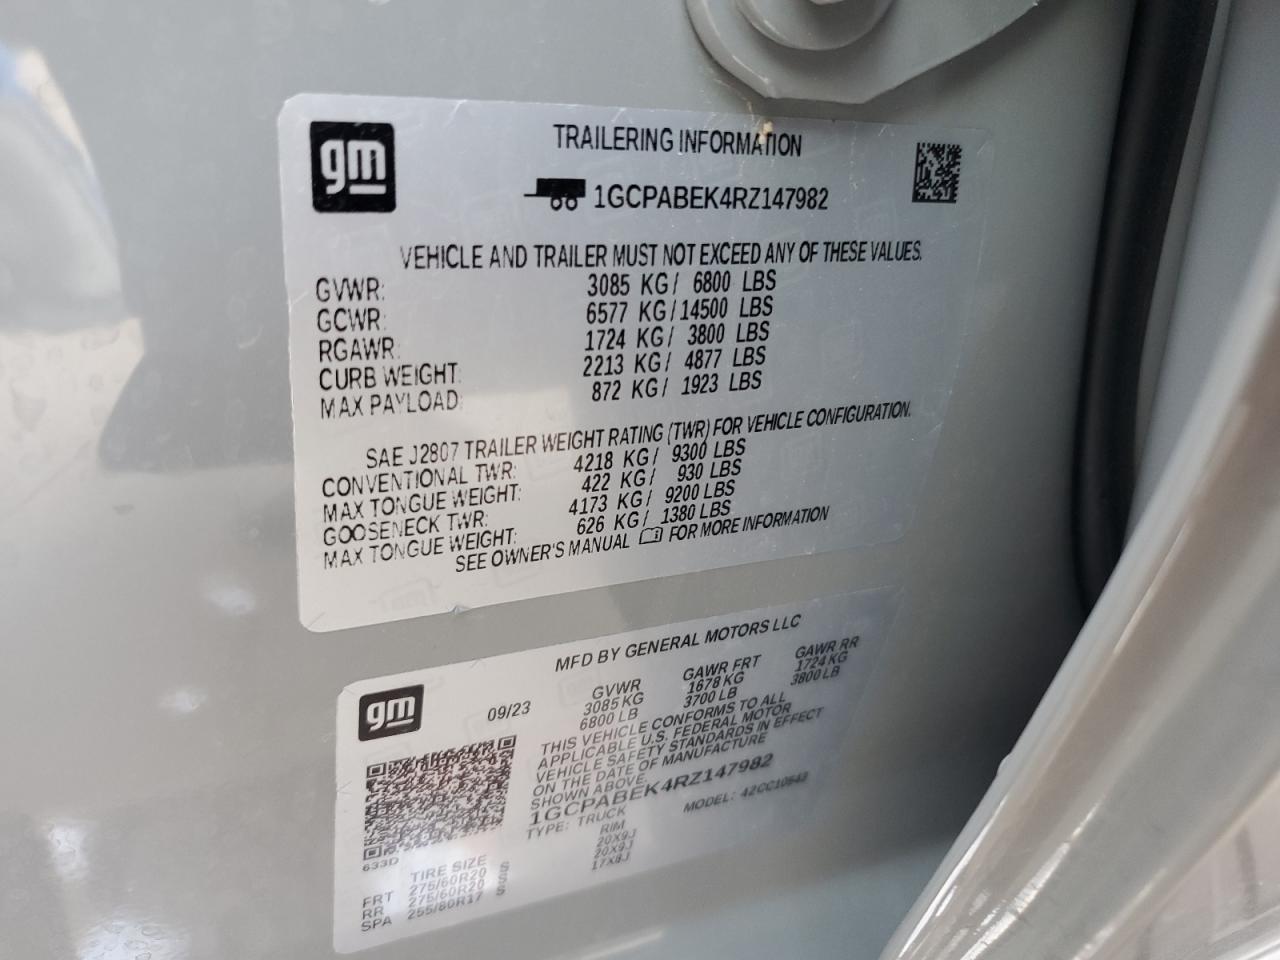 gm
TRAILERING INFORMATION
1GCPABEK4RZ147982
VEHICLE AND TRAILER MUST NOT EXCEED ANY OF THESE VALUES.
GVWR: 3085 KG/ 6800 LBS
GCWR: 6577 KG/14500 LBS
RGAWR: 1724 KG/ 3800 LBS
CURB WEIGHT: 2213 KG/ 4877 LBS
MAX PAYLOAD: 872 KG/ 1923 LBS
SAE J2807 TRAILER WEIGHT RATING (TWR) FOR VEHICLE CONFIGURATION.
CONVENTIONAL TWR: 4218 KG/ 9300 LBS
MAX TONGUE WEIGHT: 422 KG/ 930 LBS
GOOSENECK TWR: 4173 KG/ 9200 LBS
MAX TONGUE WEIGHT: 626 KG/ 1380 LBS
SEE OWNER'S MANUAL FOR MORE INFORMATION
gm
MFD BY GENERAL MOTORS LLC
09/23
GVWR GAWR FRT GAWR RR
3085 KG 1678 KG 1724 KG
6800 LB 3700 LB 3800 LB
THIS VEHICLE CONFORMS TO ALL
APPLICABLE U.S. FEDERAL MOTOR
VEHICLE SAFETY STANDARDS IN EFFECT
ON THE DATE OF MANUFACTURE
SHOWN ABOVE.
1GCPABEK4RZ147982
TYPE: TRUCK MODEL:
633D
TIRE SIZE RIM
FRT 275/60R20 S 20X9J
RR 275/60R20 S 20X9J
SPA 255/80R17 S 17X8J